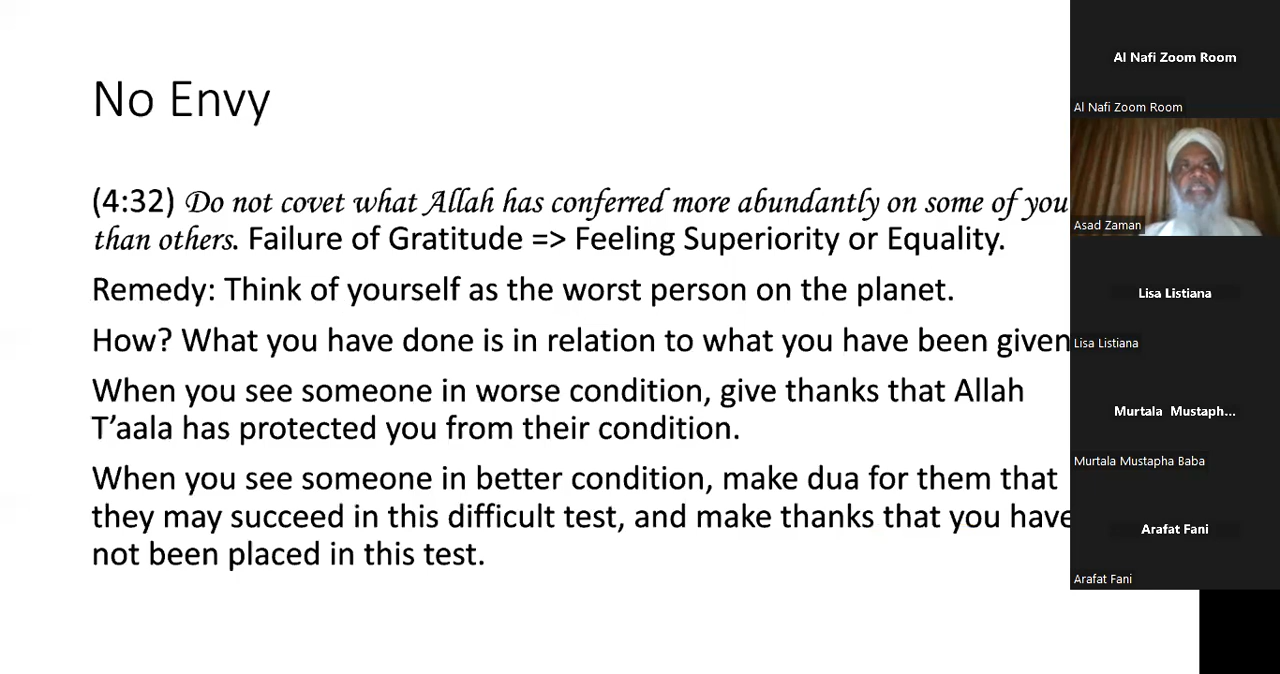 No Envy
(4:32) Do not covet what Allah has conferred more abundantly on some of you
than others. Failure of Gratitude => Feeling Superiority or Equality.
Remedy: Think of yourself as the worst person on the planet.
How? What you have done is in relation to what you have been given
When you see someone in worse condition, give thanks that Allah
T’aala has protected you from their condition.
When you see someone in better condition, make dua for them that
they may succeed in this difficult test, and make thanks that you have
not been placed in this test.
Al Nafi Zoom Room
Al Nafi Zoom Room
Asad Zaman
Lisa Listiana
Lisa Listiana
Murtala Mustaph...
Murtala Mustapha Baba
Arafat Fani
Arafat Fani